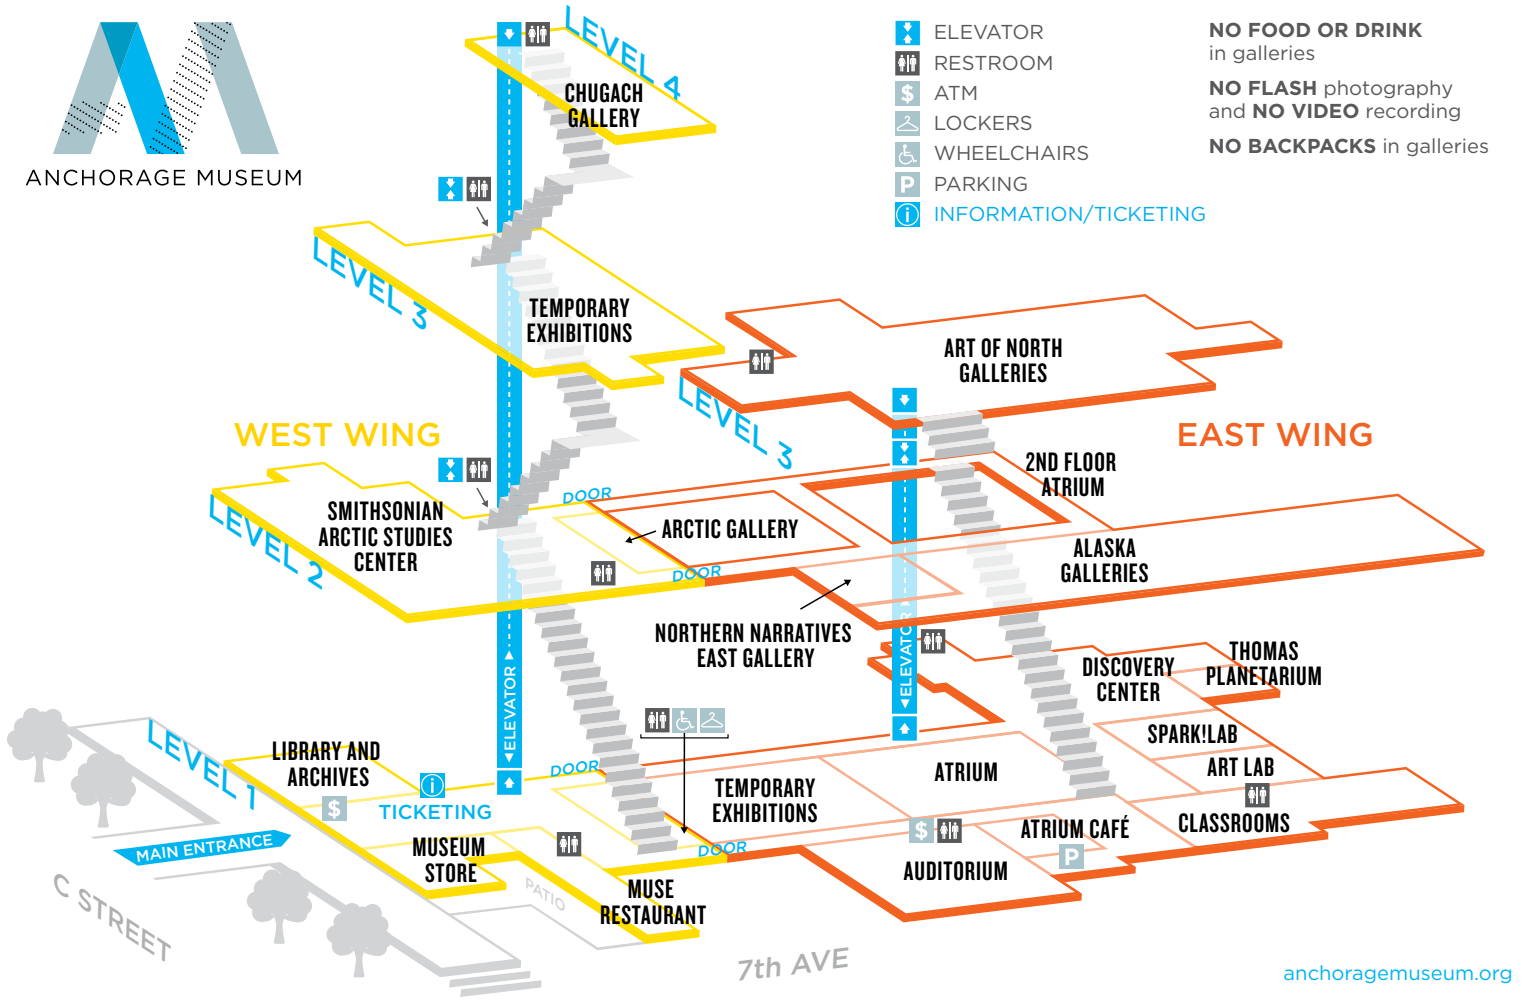 ANCHORAGE MUSEUM
LEVEL 4
CHUGACH
GALLERY
ELEVATOR
RESTROOM
$ ATM
LOCKERS
WHEELCHAIRS
P PARKING
i INFORMATION/TICKETING
NO FOOD OR DRINK
in galleries
NO FLASH photography
and NO VIDEO recording
NO BACKPACKS in galleries
LEVEL 3
TEMPORARY
EXHIBITIONS
ART OF NORTH
GALLERIES
LEVEL 3
WEST WING
EAST WING
2ND FLOOR
ATRIUM
DOOR
SMITHSONIAN
ARCTIC STUDIES
CENTER
LEVEL 2
ARCTIC GALLERY
ALASKA
GALLERIES
DOOR
NORTHERN NARRATIVES
EAST GALLERY
ELEVATOR
ELEVATOR
DISCOVERY
CENTER
THOMAS
PLANETARIUM
SPARK!LAB
ART LAB
CLASSROOMS
LEVEL 1
LIBRARY AND
ARCHIVES
$
i
TICKETING
DOOR
TEMPORARY
EXHIBITIONS
ATRIUM
$
ATRIUM CAFÉ
P
AUDITORIUM
DOOR
MAIN ENTRANCE
MUSEUM
STORE
PATIO
MUSE
RESTAURANT
C STREET
7th AVE
anchoragemuseum.org